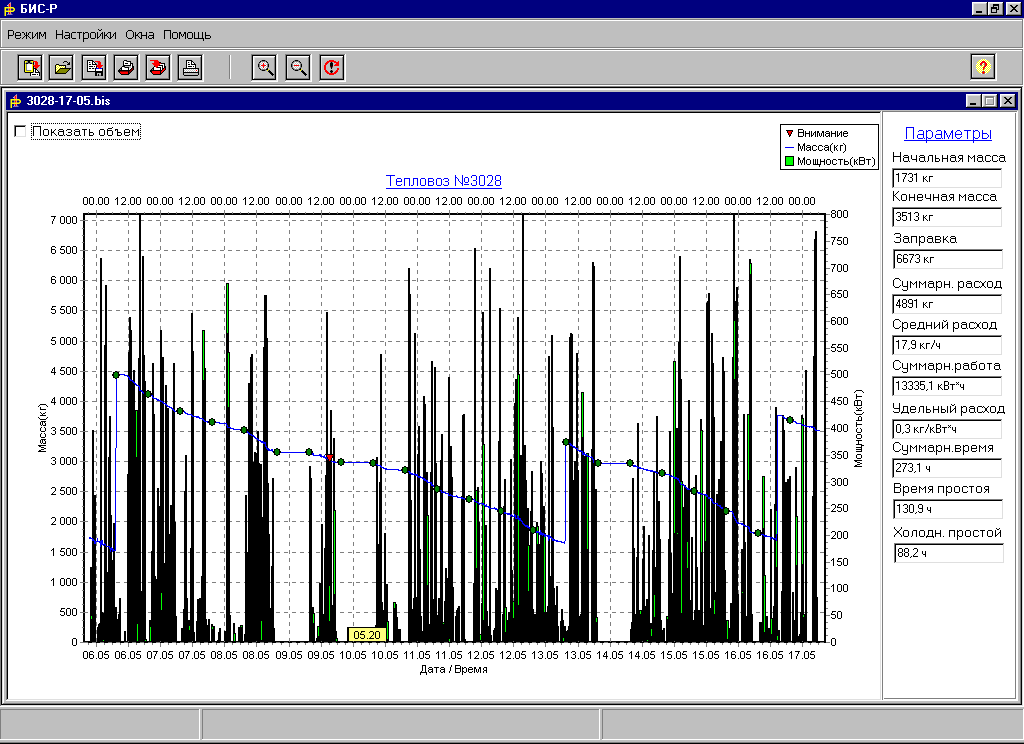 БИС-Р
Режим Настройки Окна Помощь
3028-17-05.bis
Показать объем
Внимание
Масса(кг)
Мощность(кВт)
Тепловоз №3028
00.00 12.00 00.00 12.00 00.00 12.00 00.00 12.00 00.00 12.00 00.00 12.00 00.00 12.00 00.00 12.00 00.00 12.00 00.00 12.00 00.00 12.00 00.00
7 000
6 500
6 000
5 500
5 000
4 500
4 000
3 500
3 000
2 500
2 000
1 500
1 000
500
0
Масса(кг)
800
750
700
650
600
550
500
450
400
350
300
250
200
150
100
50
0
Мощность(кВт)
05.20
06.05 06.05 07.05 07.05 08.05 08.05 09.05 09.05 10.05 10.05 11.05 11.05 12.05 12.05 13.05 13.05 14.05 14.05 15.05 15.05 16.05 16.05 17.05
Дата / Время
Параметры
Начальная масса
1731 кг
Конечная масса
3513 кг
Заправка
6673 кг
Суммарн. расход
4891 кг
Средний расход
17,9 кг/ч
Суммарн.работа
13335,1 кВт*ч
Удельный расход
0,3 кг/кВт*ч
Суммарн.время
273,1 ч
Время простоя
130,9 ч
Холодн. простой
88,2 ч